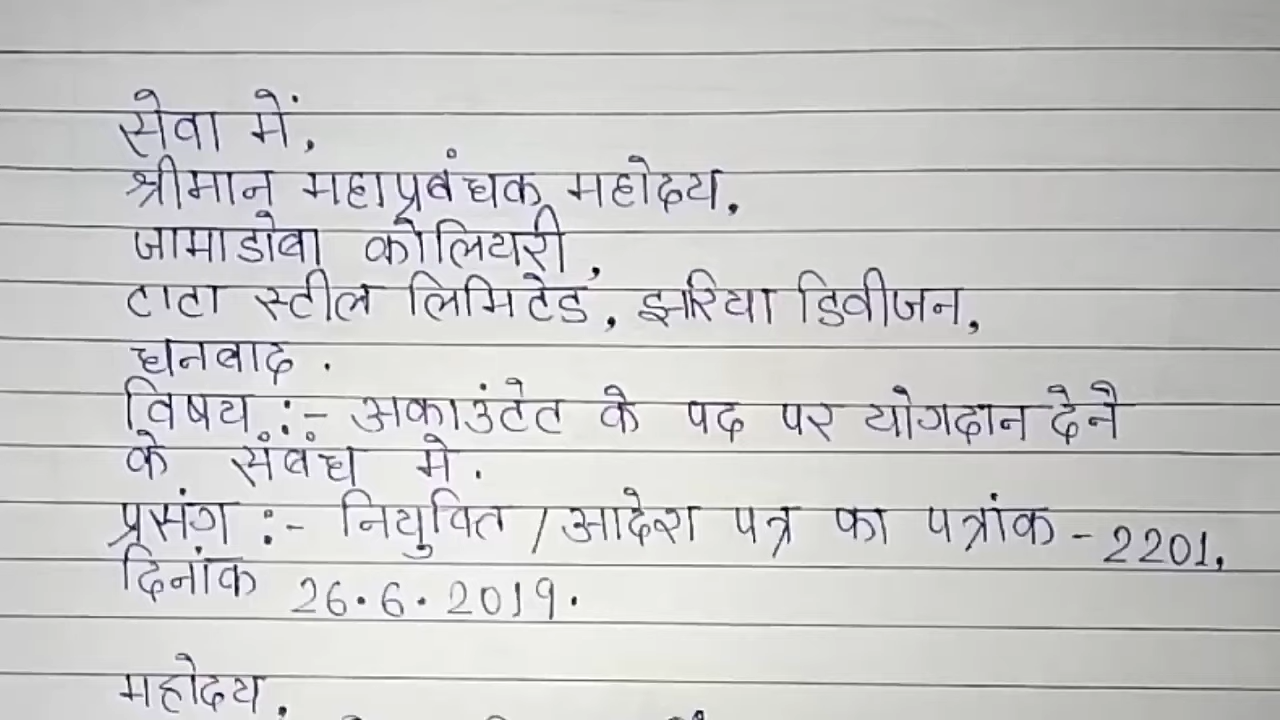 सेवा में,
श्रीमान महाप्रबंधक महोदय,
जामाडोबा कोलियरी,
टाटा स्टील लिमिटेड, झरिया डिवीजन,
धनबाद.
विषय :- अकाउंटेंट के पद पर योगदान देने
के संबंध मे.
प्रसंग :- नियुक्ति / आदेश पत्र का पत्रांक - 2201,
दिनांक 26.6.2019.
महोदय,